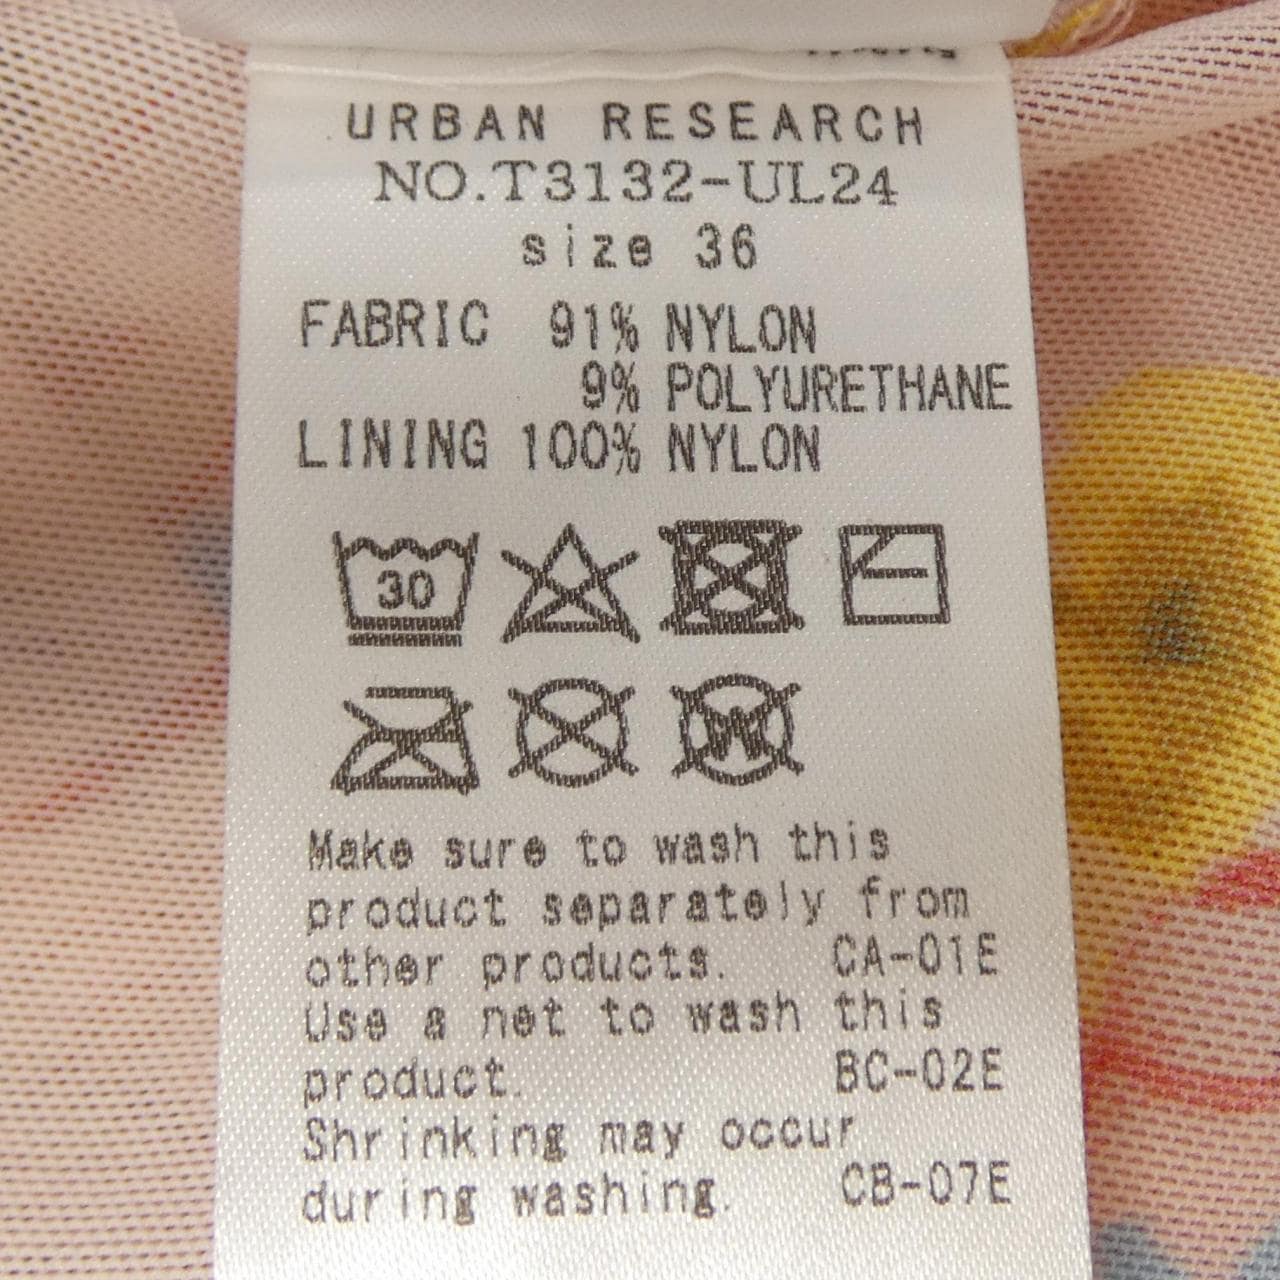 URBAN RESEARCH
NO.T3132-UL24
size 36
FABRIC 91% NYLON
9% POLYURETHANE
LINING 100% NYLON
30
W
Make sure to wash this
product separately from
other products. CA-01E
Use a net to wash this
product. BC-02E
Shrinking may occur
during washing. CB-07E